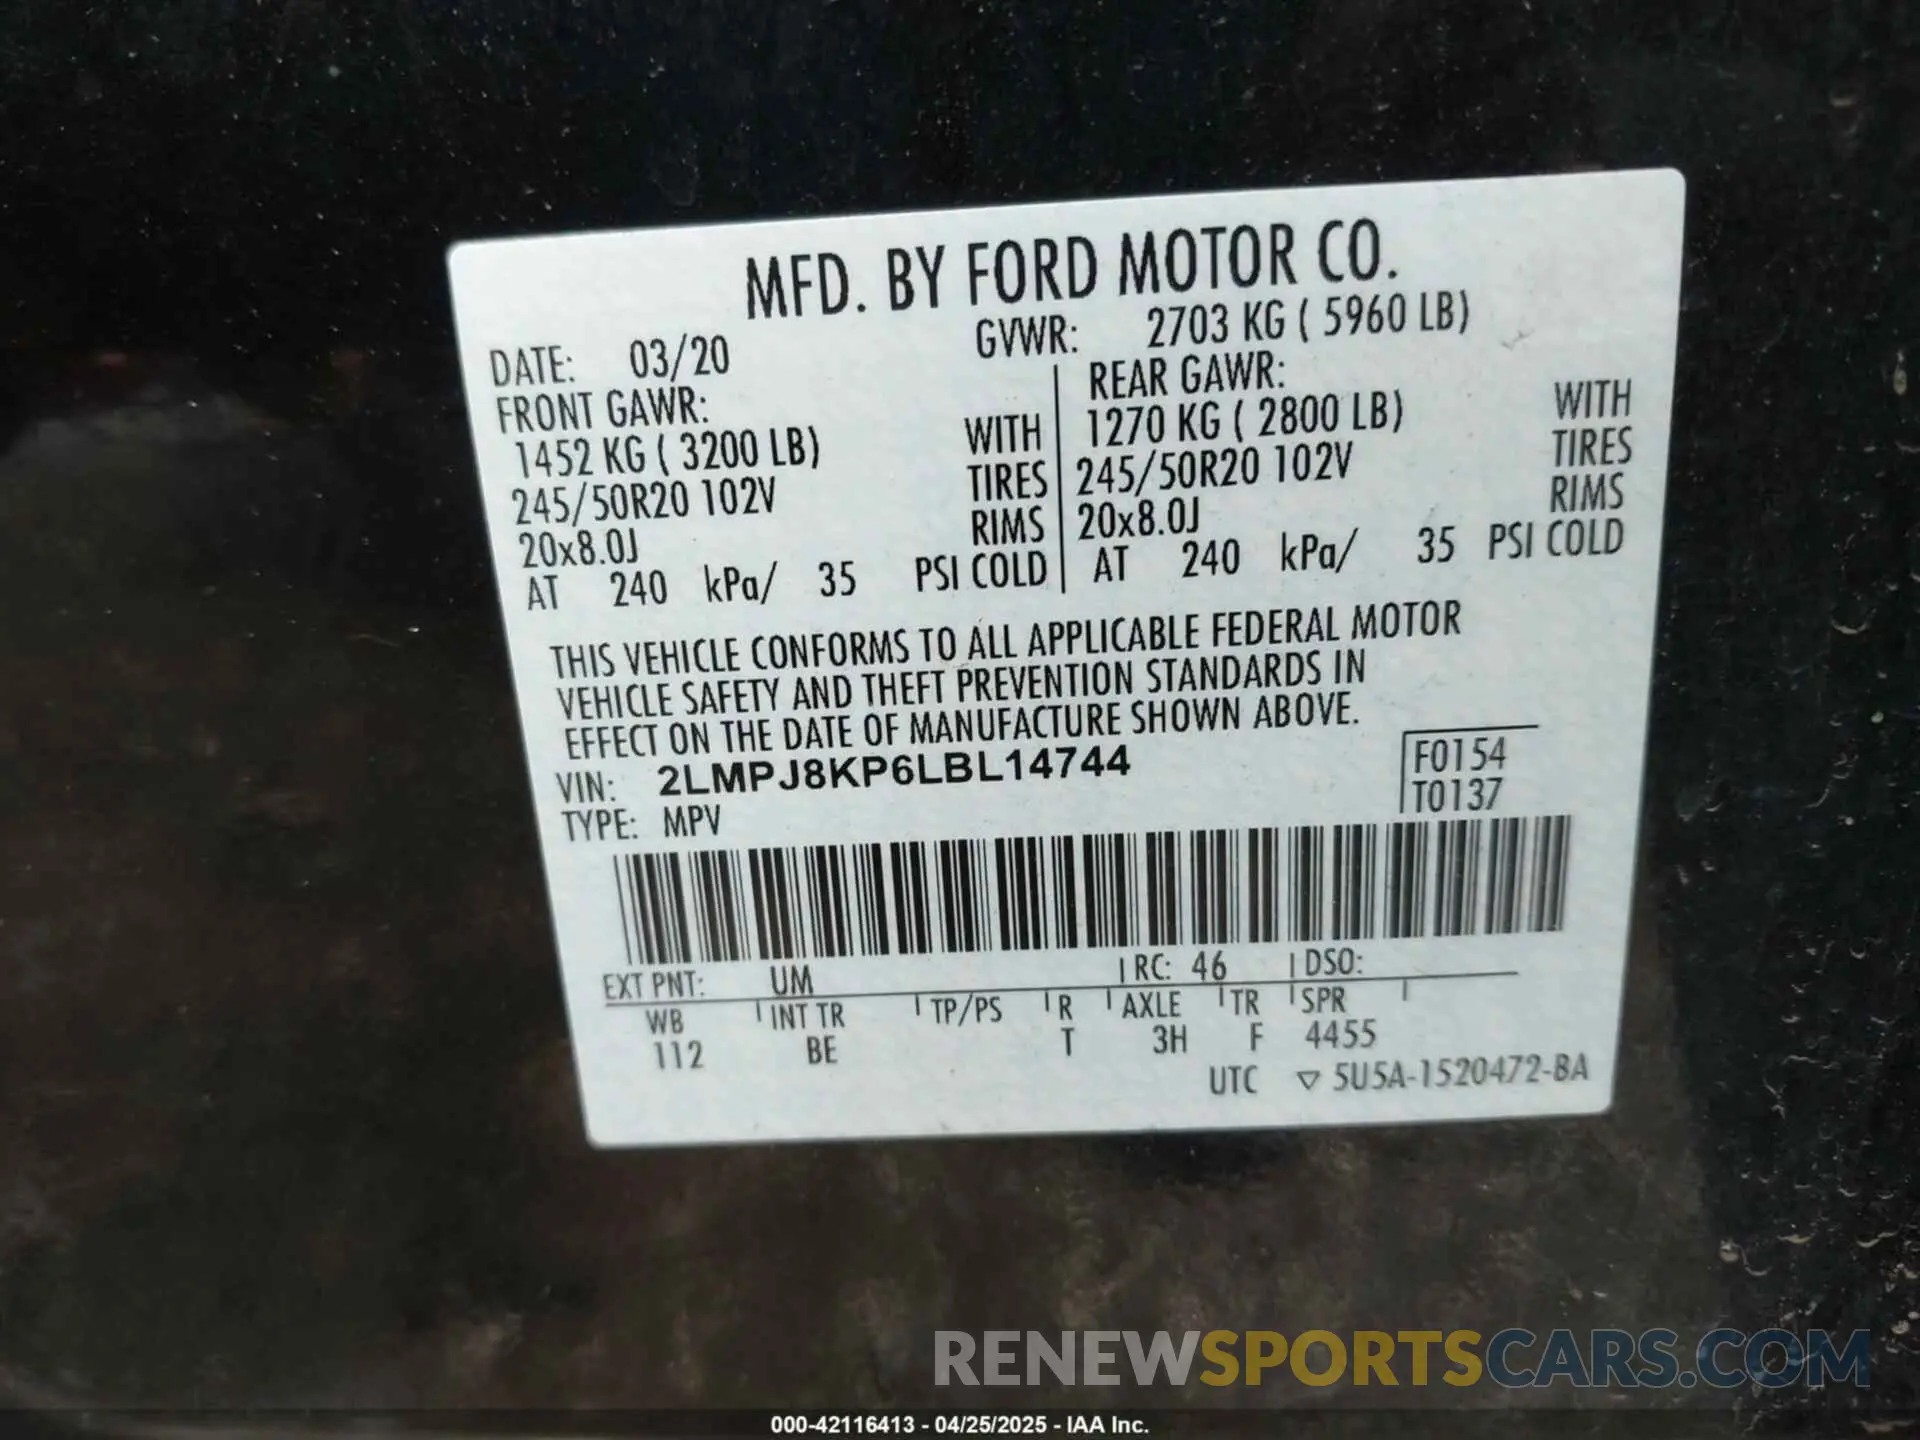 MFD. BY FORD MOTOR CO.
DATE: 03/20 GVWR: 2703 KG ( 5960 LB)
FRONT GAWR: REAR GAWR:
1452 KG ( 3200 LB) WITH 1270 KG ( 2800 LB) WITH
245/50R20 102V TIRES 245/50R20 102V TIRES
20x8.0J RIMS 20x8.0J RIMS
AT 240 kPa/ 35 PSI COLD AT 240 kPa/ 35 PSI COLD
THIS VEHICLE CONFORMS TO ALL APPLICABLE FEDERAL MOTOR
VEHICLE SAFETY AND THEFT PREVENTION STANDARDS IN
EFFECT ON THE DATE OF MANUFACTURE SHOWN ABOVE.
VIN: 2LMPJ8KP6LBL14744 F0154
TYPE: MPV T0137
EXT PNT: UM RC: 46 DSO:
WB INT TR TP/PS R AXLE TR SPR
112 BE T 3H F 4455
UTC ▽ 5U5A-1520472-BA
RENEWSPORTSCARS.COM
000-42116413 - 04/25/2025 - IAA Inc.